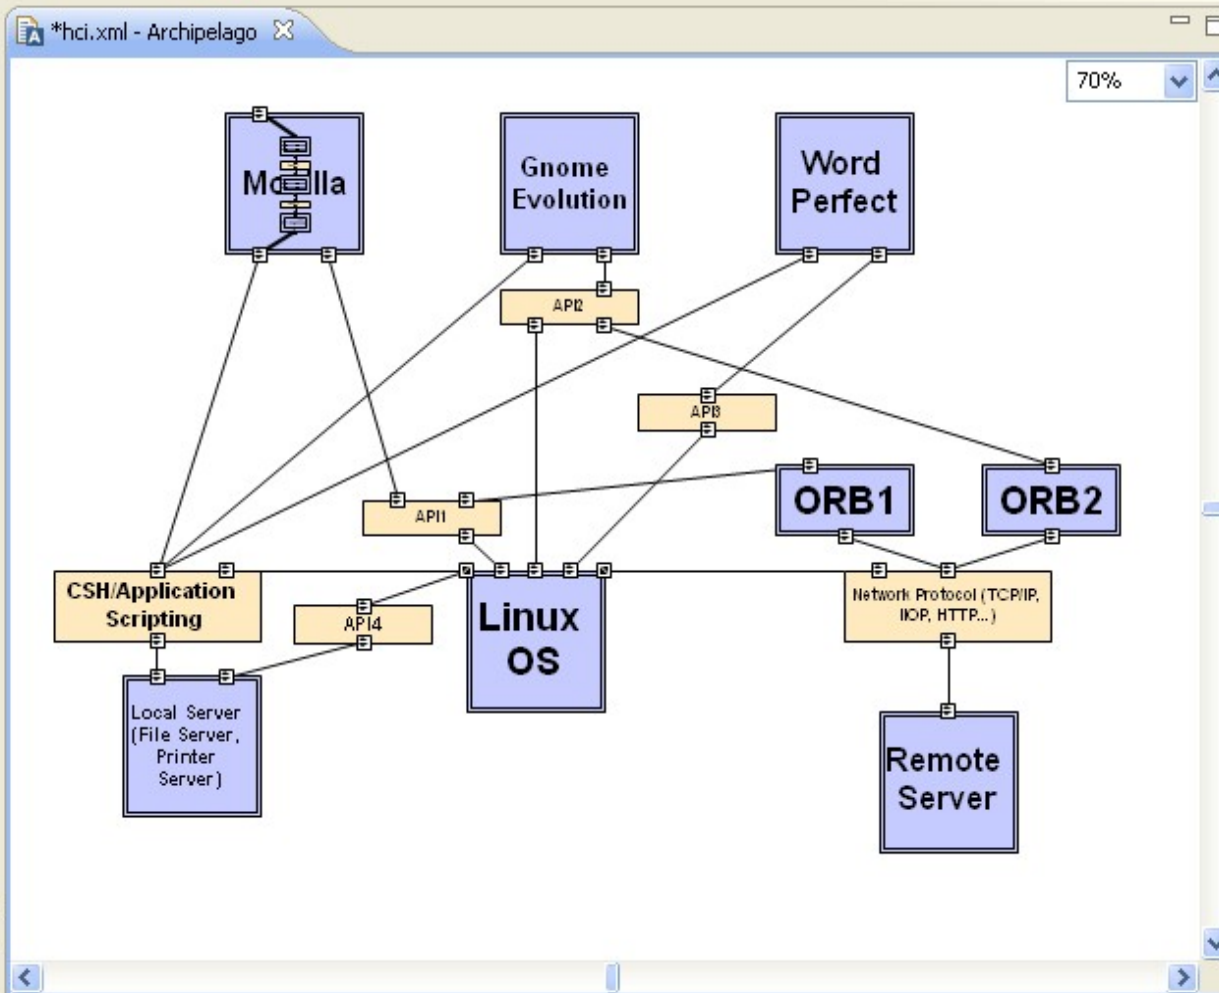 *hci.xml - Archipelago
70%
Mozilla
Gnome
Evolution
Word
Perfect
API2
API3
API1
ORB1
ORB2
CSH/Application
Scripting
API4
Linux
OS
Network Protocol (TCP/IP,
IIOP, HTTP...)
Local Server
(File Server,
Printer
Server)
Remote
Server